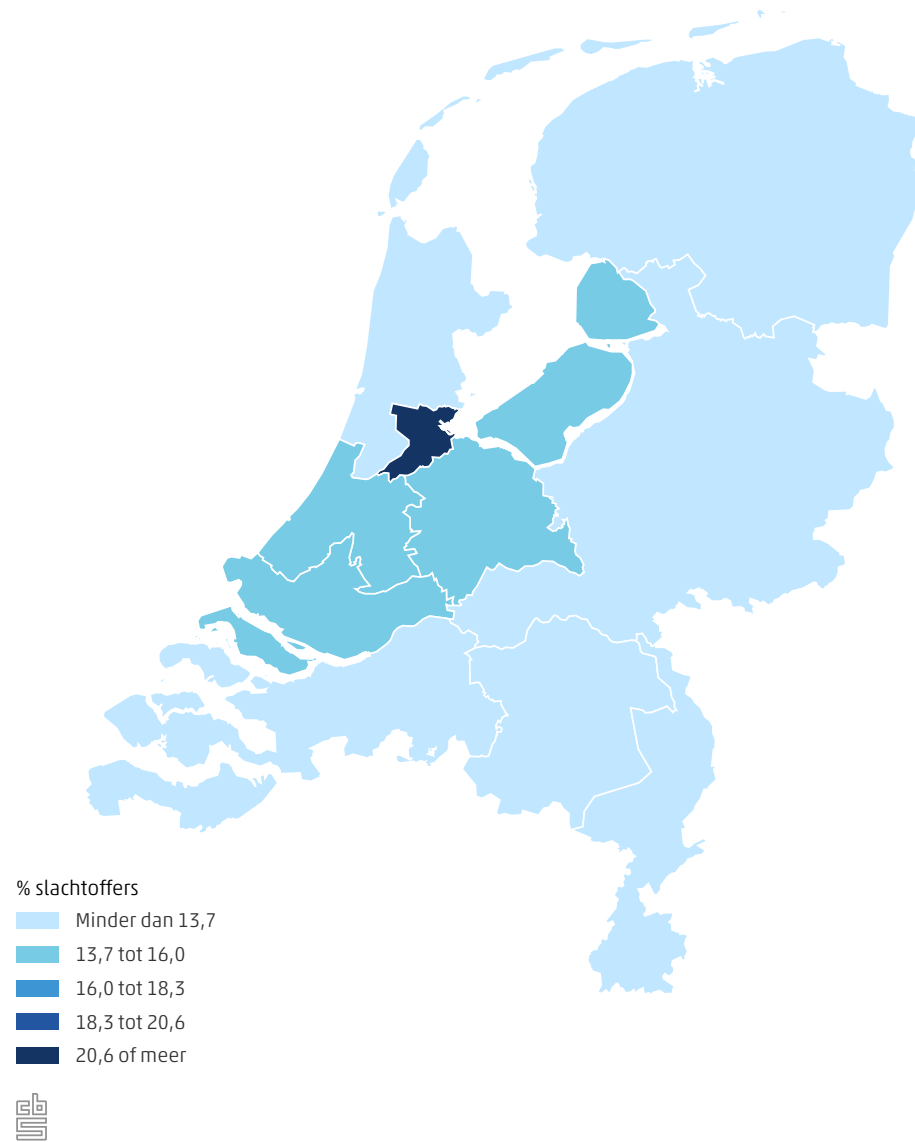 % slachtoffers
Minder dan 13,7
13,7 tot 16,0
16,0 tot 18,3
18,3 tot 20,6
20,6 of meer
cbs